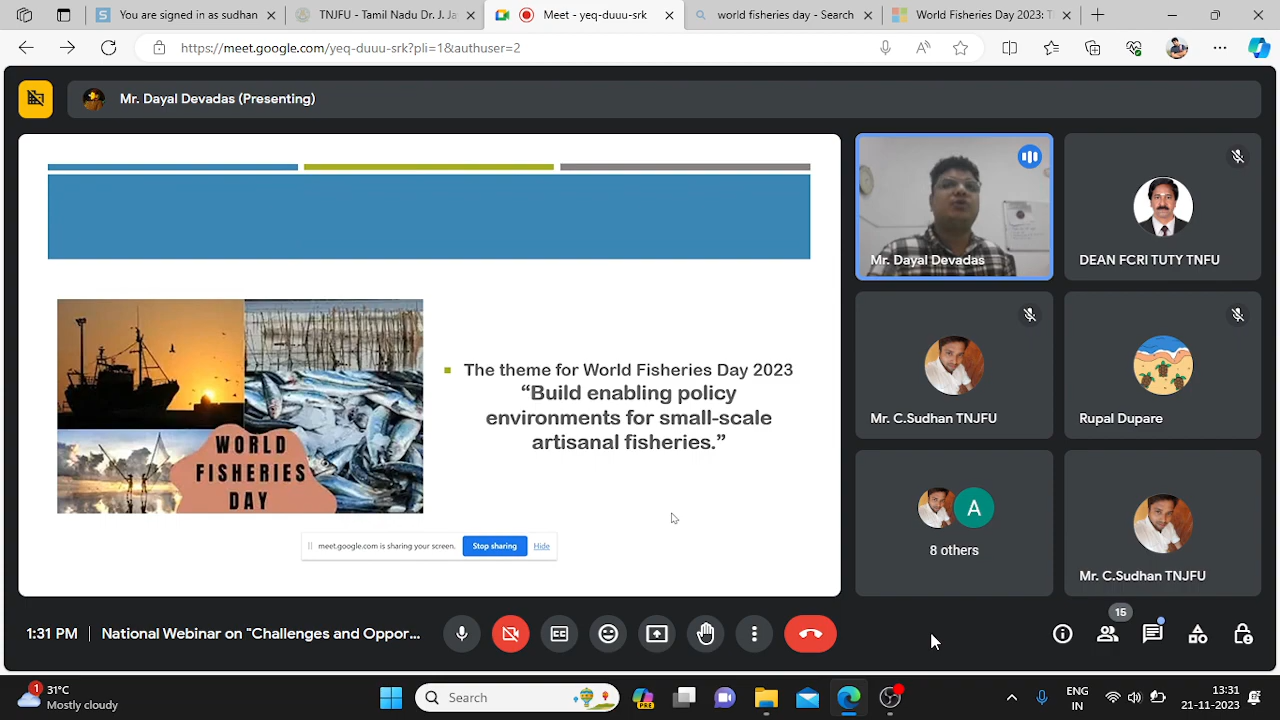 You are signed in as sudhan
TNJFU - Tamil Nadu Dr. J. Ja
Meet - yeq-duuu-srk
world fisheries day - Search
World Fisheries Day 2023: T
https://meet.google.com/yeq-duuu-srk?pli=1&authuser=2
Mr. Dayal Devadas (Presenting)
The theme for World Fisheries Day 2023
“Build enabling policy
environments for small-scale
artisanal fisheries.”
WORLD
FISHERIES
DAY
meet.google.com is sharing your screen.
Stop sharing
Hide
Mr. Dayal Devadas
DEAN FCRI TUTY TNFU
Mr. C.Sudhan TNJFU
Rupal Dupare
A
8 others
Mr. C.Sudhan TNJFU
1:31 PM | National Webinar on "Challenges and Oppor...
15
1
31°C
Mostly cloudy
Search
PRE
ENG
IN
13:31
21-11-2023